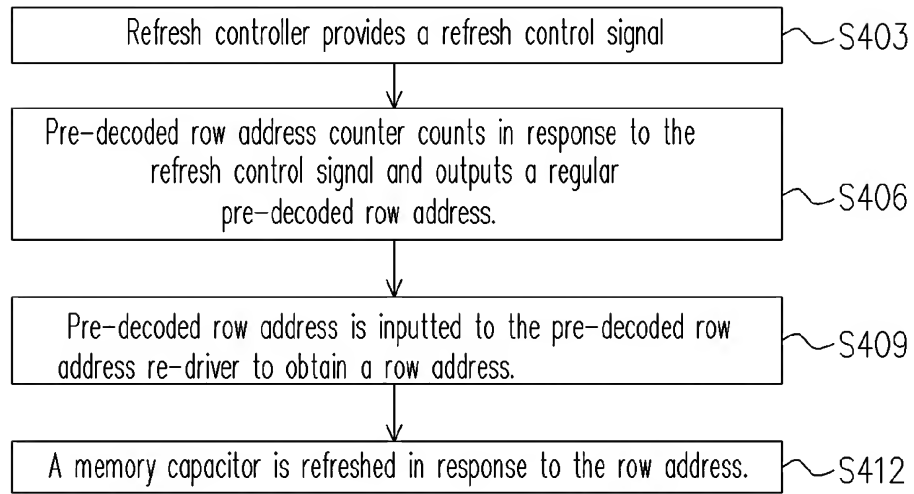 Refresh controller provides a refresh control signal
S403
Pre-decoded row address counter counts in response to the
refresh control signal and outputs a regular
pre-decoded row address.
S406
Pre-decoded row address is inputted to the pre-decoded row
address re-driver to obtain a row address.
S409
A memory capacitor is refreshed in response to the row address.
S412